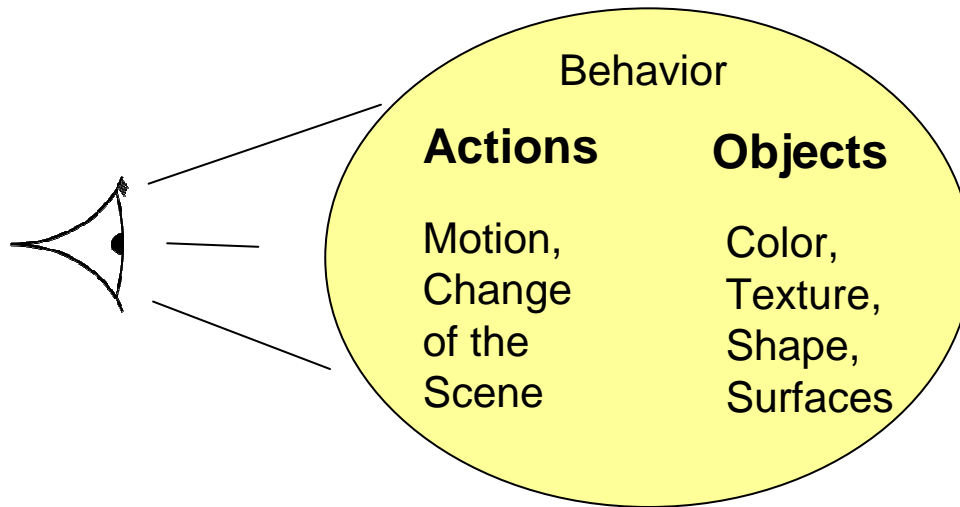 Behavior
Actions
Motion,
Change
of the
Scene
Objects
Color,
Texture,
Shape,
Surfaces